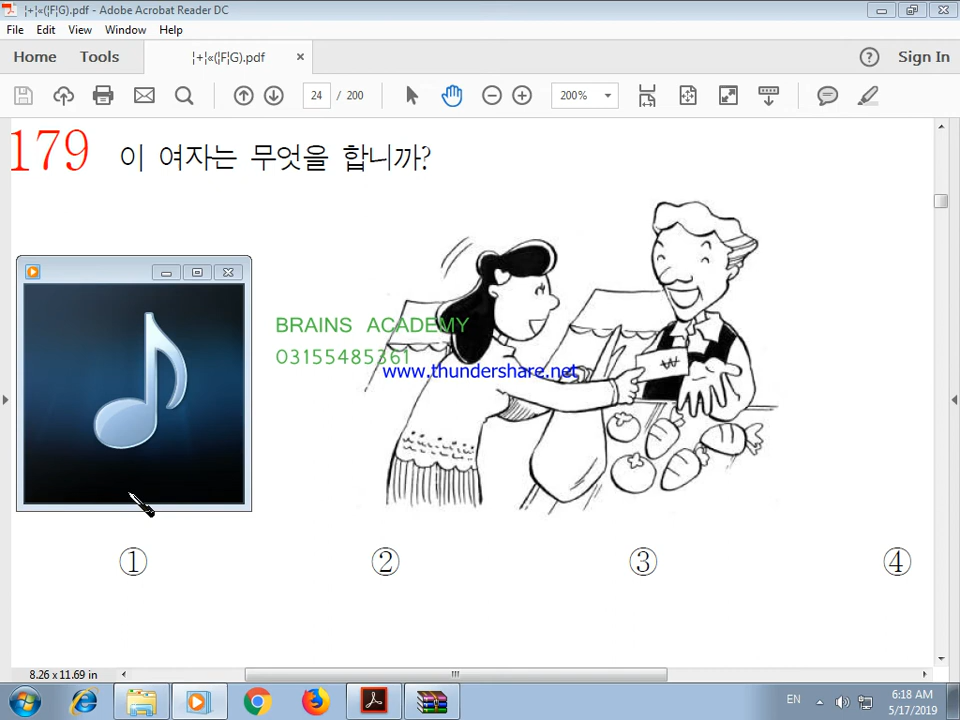 ¦+¦«(¦F¦G).pdf - Adobe Acrobat Reader DC
File Edit View Window Help
Home Tools ¦+¦«(¦F¦G).pdf × Sign In
24 / 200 200%
179 이 여자는 무엇을 합니까?
BRAINS ACADEMY
03155485361
www.thundershare.net
₩
① ② ③ ④
8.26 x 11.69 in
EN 6:18 AM
5/17/2019